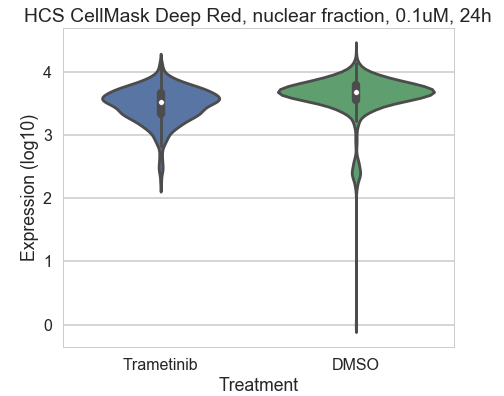 HCS CellMask Deep Red, nuclear fraction, 0.1uM, 24h
Expression (log10)
4
3
2
1
0
Trametinib DMSO
Treatment